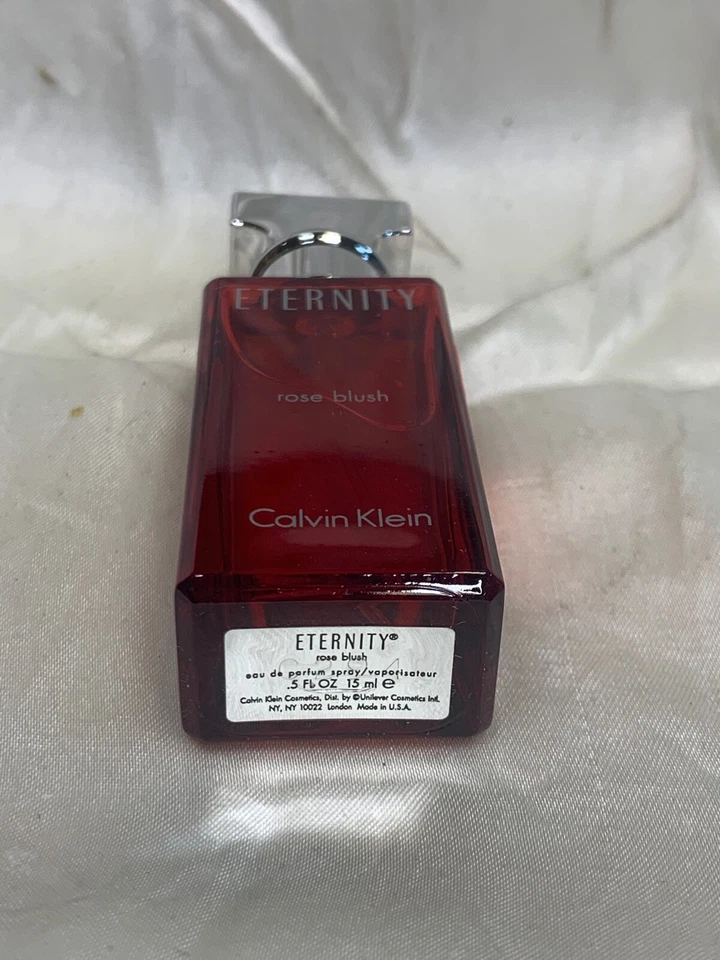 ETERNITY
rose blush
Calvin Klein
ETERNITY®
rose blush
eau de parfum spray/vaporisateur
.5 FL OZ 15 ml ℮
Calvin Klein Cosmetics, Dist. by ©Unilever Cosmetics Intl.
NY, NY 10022 London Made in U.S.A.